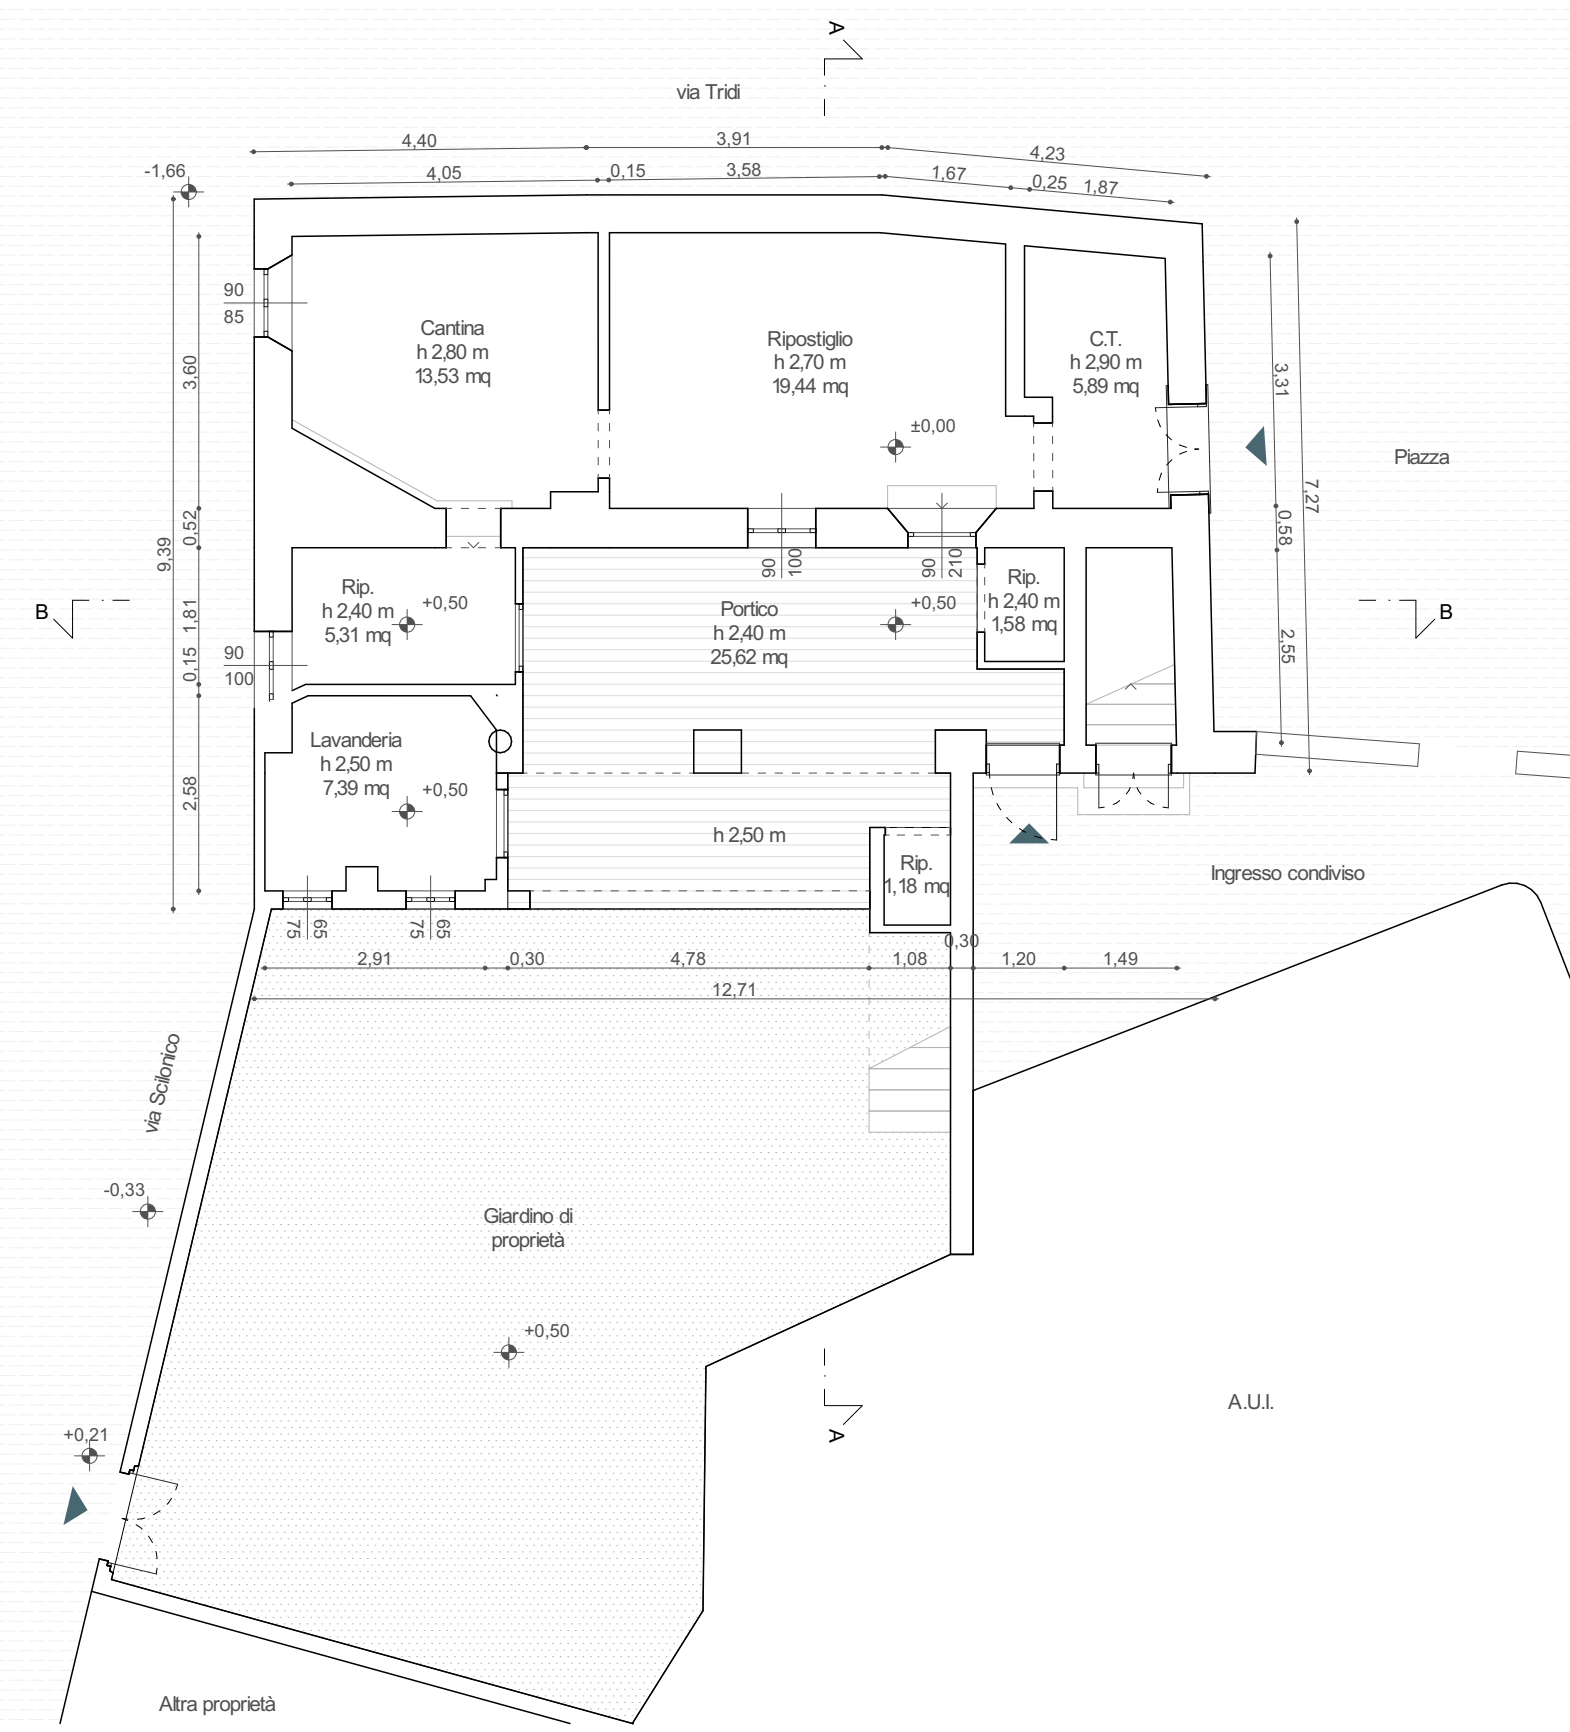 A
via Tridi
4,40
3,91
4,23
-1,66
4,05
0,15
3,58
1,67
0,25
1,87
90
85
Cantina
h 2,80 m
13,53 mq
Ripostiglio
h 2,70 m
19,44 mq
C.T.
h 2,90 m
5,89 mq
3,60
3,31
±0,00
Piazza
7,27
0,52
0,58
9,39
90
100
90
210
Rip.
h 2,40 m
5,31 mq
+0,50
Portico
h 2,40 m
25,62 mq
+0,50
Rip.
h 2,40 m
1,58 mq
B
B
1,81
0,15
2,55
90
100
Lavanderia
h 2,50 m
7,39 mq
+0,50
2,58
h 2,50 m
Rip.
1,18 mq
Ingresso condiviso
75
65
75
65
0,30
2,91
0,30
4,78
1,08
1,20
1,49
12,71
via Scilonico
-0,33
Giardino di
proprietà
+0,50
A.U.I.
A
+0,21
Altra proprietà